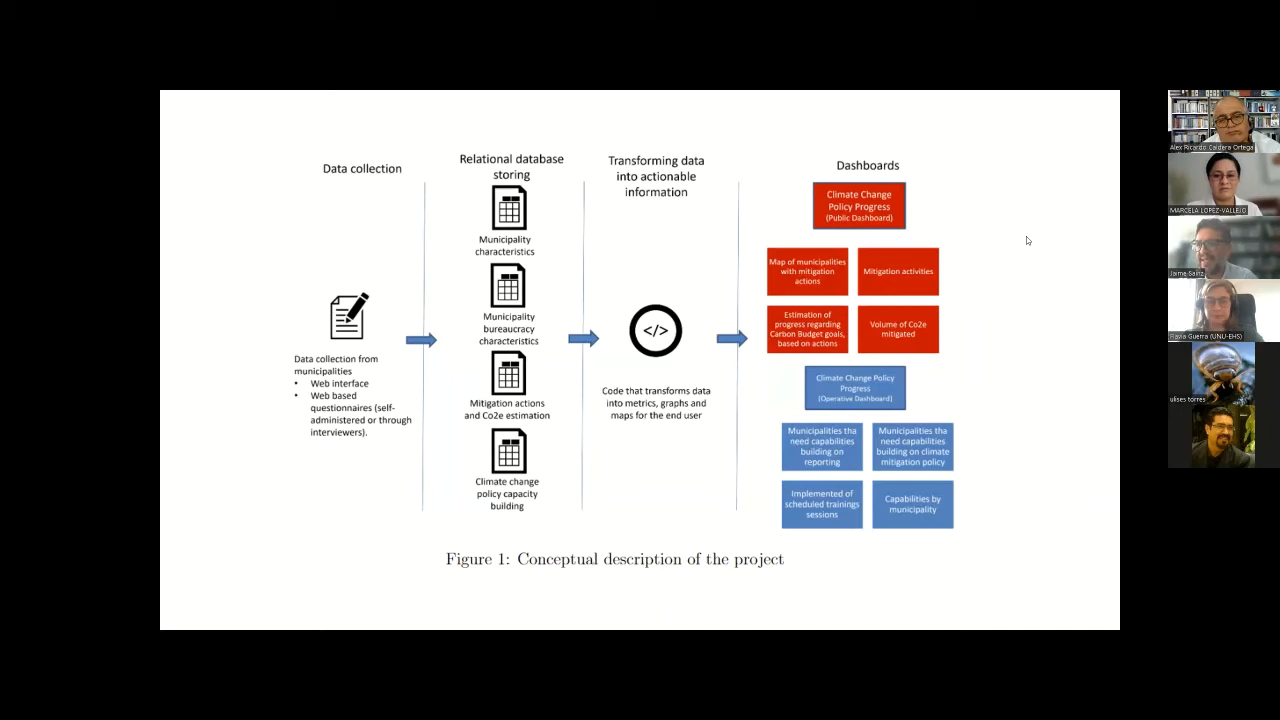 Data collection
Data collection from
municipalities
• Web interface
• Web based
questionnaires (self-
administered or through
interviewers).
Relational database
storing
Municipality
characteristics
Municipality
bureaucracy
characteristics
Mitigation actions
and Co2e estimation
Climate change
policy capacity
building
Transforming data
into actionable
information
</>
Code that transforms data
into metrics, graphs and
maps for the end user
Dashboards
Climate Change
Policy Progress
(Public Dashboard)
Map of municipalities
with mitigation
actions
Mitigation activities
Estimation of
progress regarding
Carbon Budget goals,
based on actions
Volume of Co2e
mitigated
Climate Change Policy
Progress
(Operative Dashboard)
Municipalities tha
need capabilities
building on
reporting
Municipalities tha
need capabilities
building on climate
mitigation policy
Implemented of
scheduled trainings
sessions
Capabilities by
municipality
Figure 1: Conceptual description of the project
Alex Ricardo Caldera Ortega
MARCELA LOPEZ-VALLEJO
Jaime Sainz
Flavia Guerra (UNU-EHS)
ulises torres